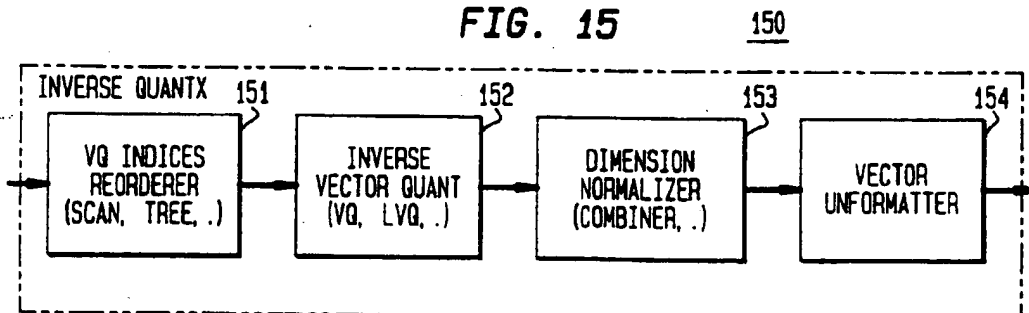 FIG. 15
150
INVERSE QUANTX
151
152
153
154
VQ INDICES
REORDERER
(SCAN, TREE, .)
INVERSE
VECTOR QUANT
(VQ, LVQ, .)
DIMENSION
NORMALIZER
(COMBINER, .)
VECTOR
UNFORMATTER